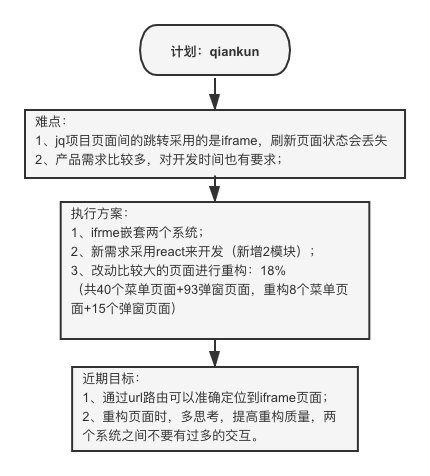 计划：qiankun
难点：
1、jq项目页面间的跳转采用的是iframe，刷新页面状态会丢失
2、产品需求比较多，对开发时间也有要求；
执行方案：
1、ifrme嵌套两个系统；
2、新需求采用react来开发（新增2模块）；
3、改动比较大的页面进行重构：18%
（共40个菜单页面+93弹窗页面，重构8个菜单页
面+15个弹窗页面）
近期目标：
1、通过url路由可以准确定位到iframe页面；
2、重构页面时，多思考，提高重构质量，两
个系统之间不要有过多的交互。